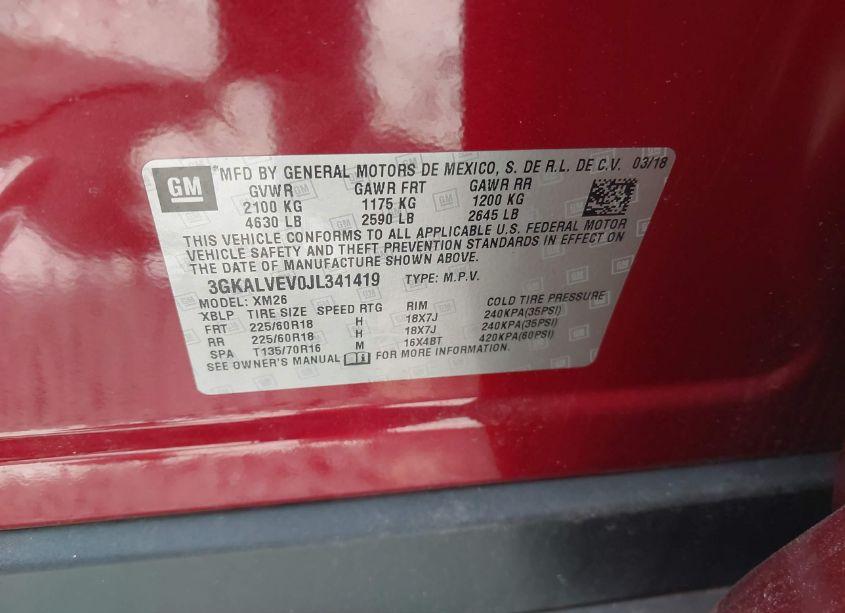 GM
*MFD BY GENERAL MOTORS DE MEXICO, S. DE R.L. DE C.V. 03/18
GVWR GAWR FRT GAWR RR
2100 KG 1175 KG 1200 KG
4630 LB 2590 LB 2645 LB
THIS VEHICLE CONFORMS TO ALL APPLICABLE U.S. FEDERAL MOTOR
VEHICLE SAFETY AND THEFT PREVENTION STANDARDS IN EFFECT ON
THE DATE OF MANUFACTURE SHOWN ABOVE.
3GKALVEV0JL341419 TYPE: M.P.V.
MODEL: XM26
XBLP TIRE SIZE SPEED RTG RIM COLD TIRE PRESSURE
FRT 225/60R18 H 18X7J 240KPA(35PSI)
RR 225/60R18 H 18X7J 240KPA(35PSI)
SPA T135/70R16 M 16X4BT 420KPA(60PSI)
SEE OWNER'S MANUAL FOR MORE INFORMATION.